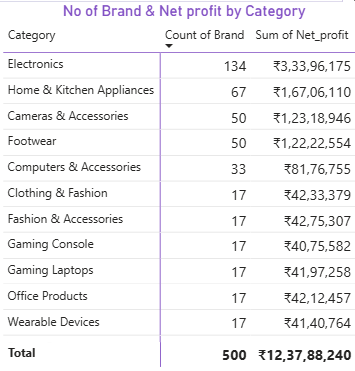 No of Brand & Net profit by Category
Category Count of Brand Sum of Net_profit
Electronics 134 ₹3,33,96,175
Home & Kitchen Appliances 67 ₹1,67,06,110
Cameras & Accessories 50 ₹1,23,18,946
Footwear 50 ₹1,22,22,554
Computers & Accessories 33 ₹81,76,755
Clothing & Fashion 17 ₹42,33,379
Fashion & Accessories 17 ₹42,75,307
Gaming Console 17 ₹40,75,582
Gaming Laptops 17 ₹41,97,258
Office Products 17 ₹42,12,457
Wearable Devices 17 ₹41,40,764
Total 500 ₹12,37,88,240